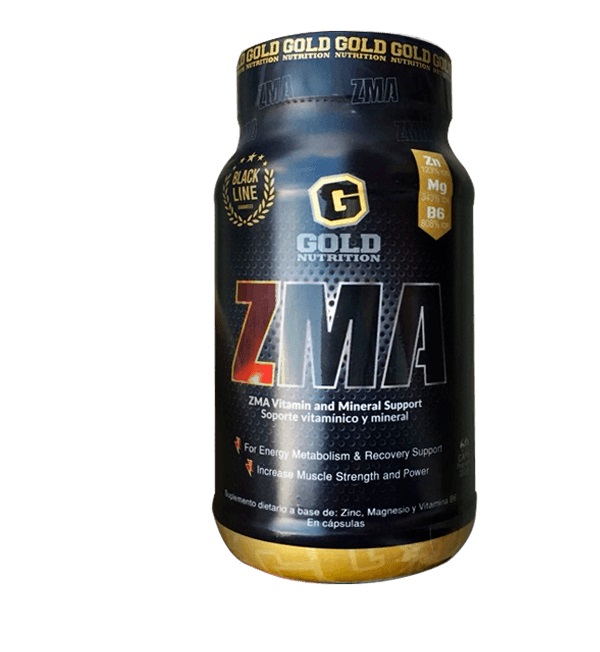 GOLD GOLD GOLD GOLD GOLD
NUTRITION NUTRITION NUTRITION NUTRITION
ZMA ZMA
ZMA
BLACK
LINE
Zn
Mg
B6
G
GOLD
NUTRITION
ZMA
ZMA Vitamin and Mineral Support
Soporte vitamínico y mineral
For Energy Metabolism & Recovery Support
Increase Muscle Strength and Power
Suplemento dietario a base de: Zinc, Magnesio y Vitamina B6
En cápsulas